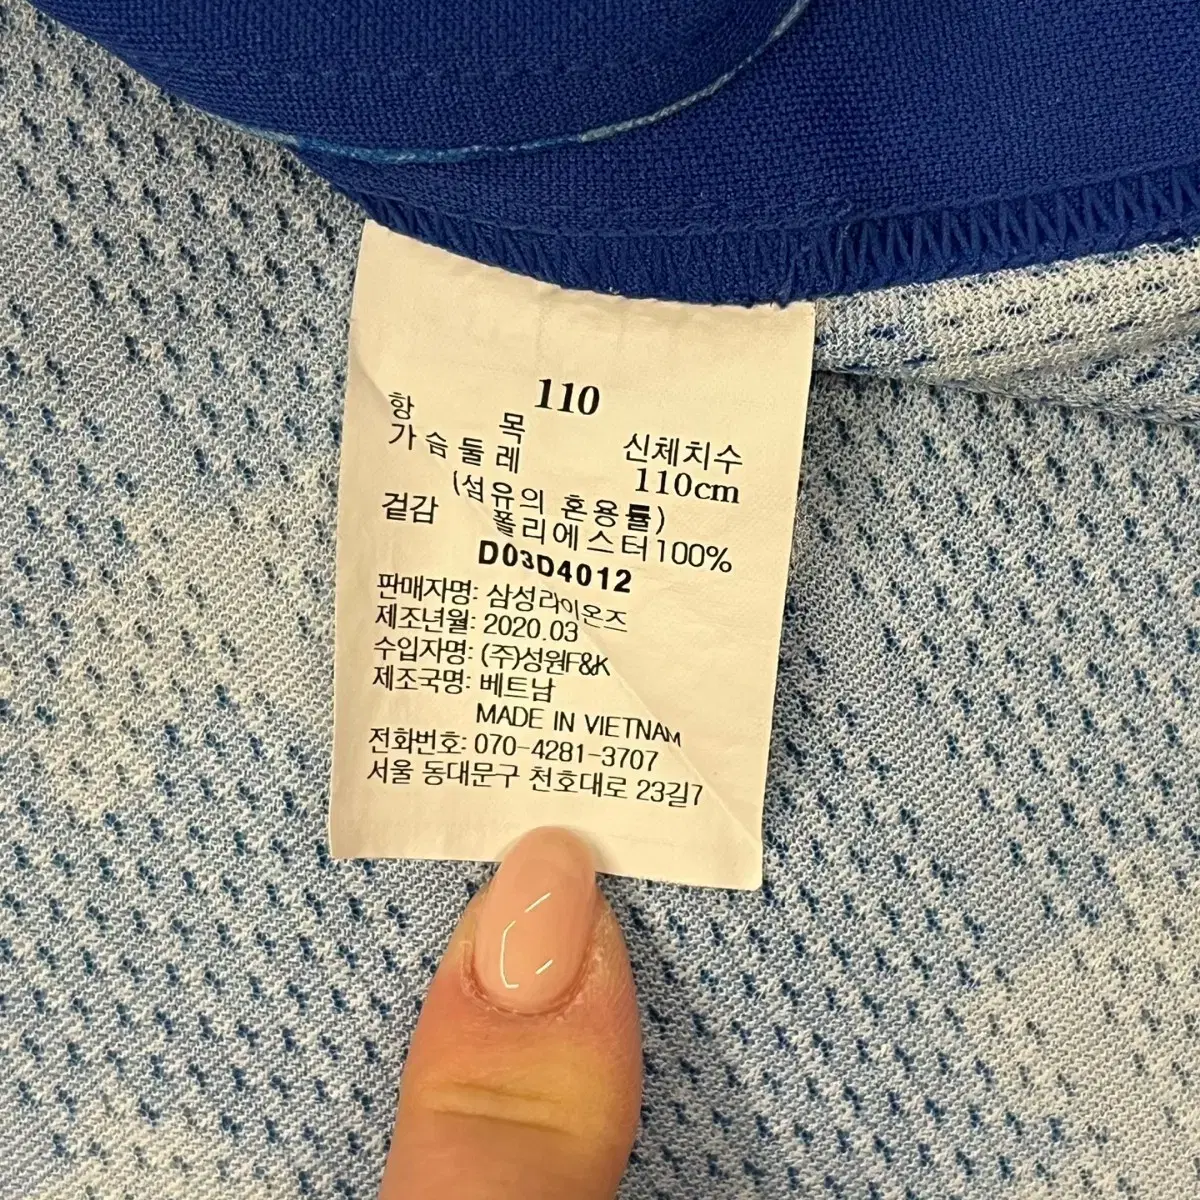 110
항 목 신체치수
가슴둘레 110cm
(섬유의 혼용률)
겉감 폴리에스터100%
D03D4012
판매자명: 삼성라이온즈
제조년월: 2020.03
수입자명: (주)성원F&K
제조국명: 베트남
MADE IN VIETNAM
전화번호: 070-4281-3707
서울 동대문구 천호대로 23길7